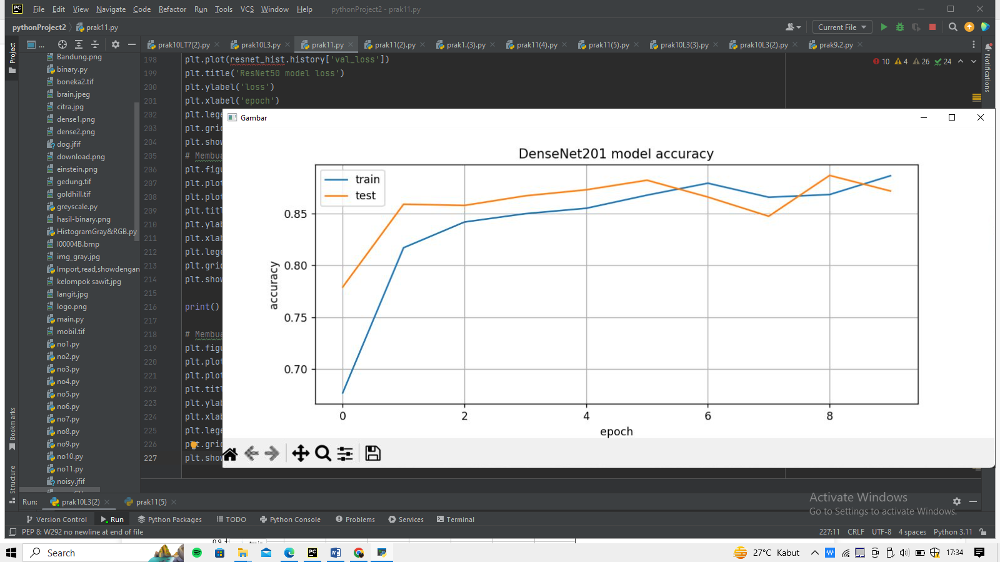 PC File Edit View Navigate Code Refactor Run Tools VCS Window Help pythonProject2 - prak11.py
pythonProject2 prak11.py Current File
Project ... prak10LT7(2).py prak10L3.py prak11.py prak11(2).py prak1.(3).py prak11(4).py prak11(5).py prak10L3(3).py prak10L3(2).py prak9.2.py
Notifications
10 4 26 24
Bandung.png
binary.py
boneka2.tif
brain.jpeg
citra.jpg
dense1.png
dense2.png
dog.jfif
download.png
einstein.png
gedung.tif
goldhill.tif
greyscale.py
hasil-binary.png
HistogramGray&RGB.py
I00004B.bmp
img_gray.jpg
Import,read,showdengan
kelompok sawit.jpg
langit.jpg
logo.png
main.py
mobil.tif
no1.py
no2.py
no3.py
no4.py
no5.py
no6.py
no7.py
no8.py
no9.py
no10.py
no11.py
noisy.jfif
Bookmarks
Structure
198 plt.plot(resnet_hist.history['val_loss'])
199 plt.title('ResNet50 model loss')
200 plt.ylabel('loss')
201 plt.xlabel('epoch')
202 plt.lege
203 plt.grid
204 plt.show
205 # Membua
206 plt.figu
207 plt.plot
208 plt.plot
209 plt.titl
210 plt.ylab
211 plt.xlab
212 plt.lege
213 plt.grid
214 plt.show
215
216 print()
217
218 # Membua
219 plt.figu
220 plt.plot
221 plt.plot
222 plt.titl
223 plt.ylab
224 plt.xlab
225 plt.lege
226 plt.grid
227 plt.show
Gambar
DenseNet201 model accuracy
train
test
accuracy
0.85
0.80
0.75
0.70
0 2 4 6 8
epoch
Activate Windows
Go to Settings to activate Windows.
Run: prak10L3(2) prak11(5)
Version Control Run Python Packages TODO Python Console Problems Services Terminal
PEP 8: W292 no newline at end of file 227:11 CRLF UTF-8 4 spaces Python 3.11
Search PC W W 27°C Kabut 17:34